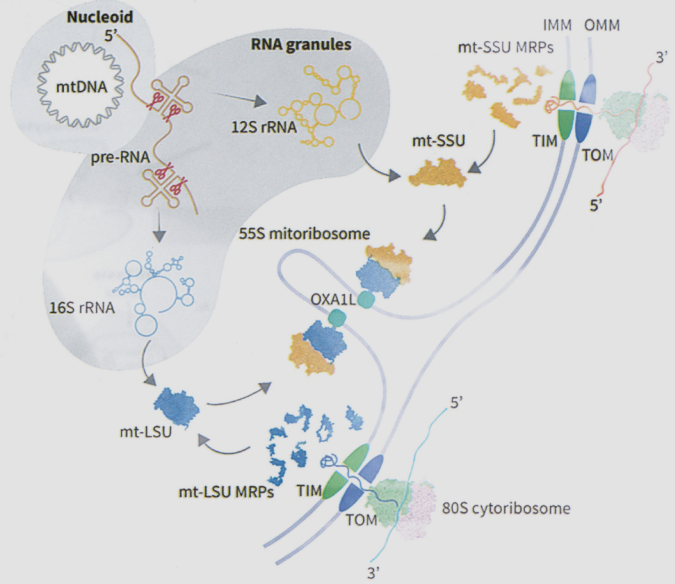 Nucleoid
5'
mtDNA
RNA granules
12S rRNA
pre-RNA
16S rRNA
mt-SSU MRPs
IMM OMM
3'
TIM
TOM
5'
mt-SSU
55S mitoribosome
OXA1L
mt-LSU
mt-LSU MRPs
TIM
TOM
5'
80S cytoribosome
3'